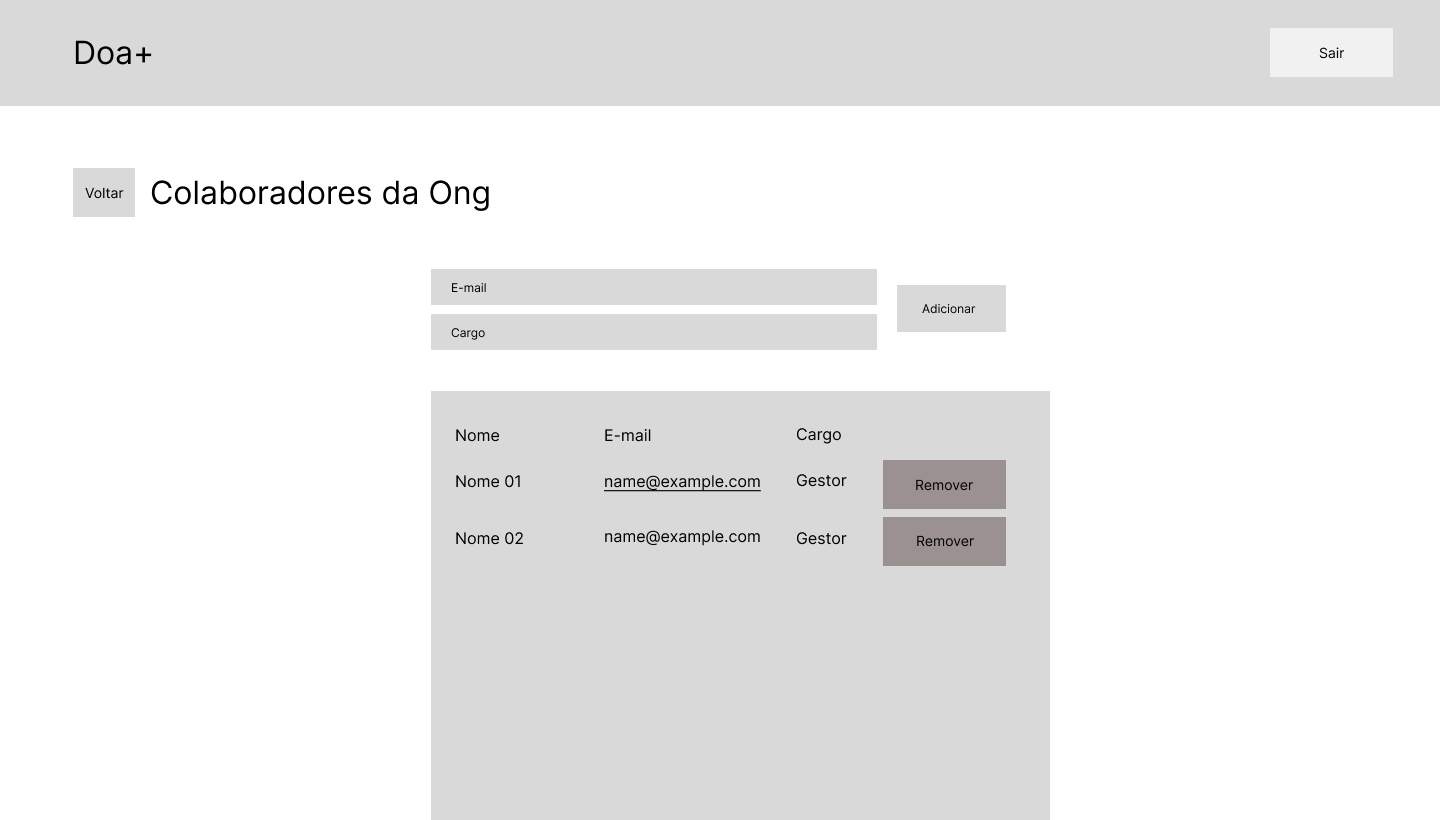 Doa+
Sair
Voltar
Colaboradores da Ong
E-mail
Cargo
Adicionar
Nome E-mail Cargo
Nome 01 name@example.com Gestor Remover
Nome 02 name@example.com Gestor Remover